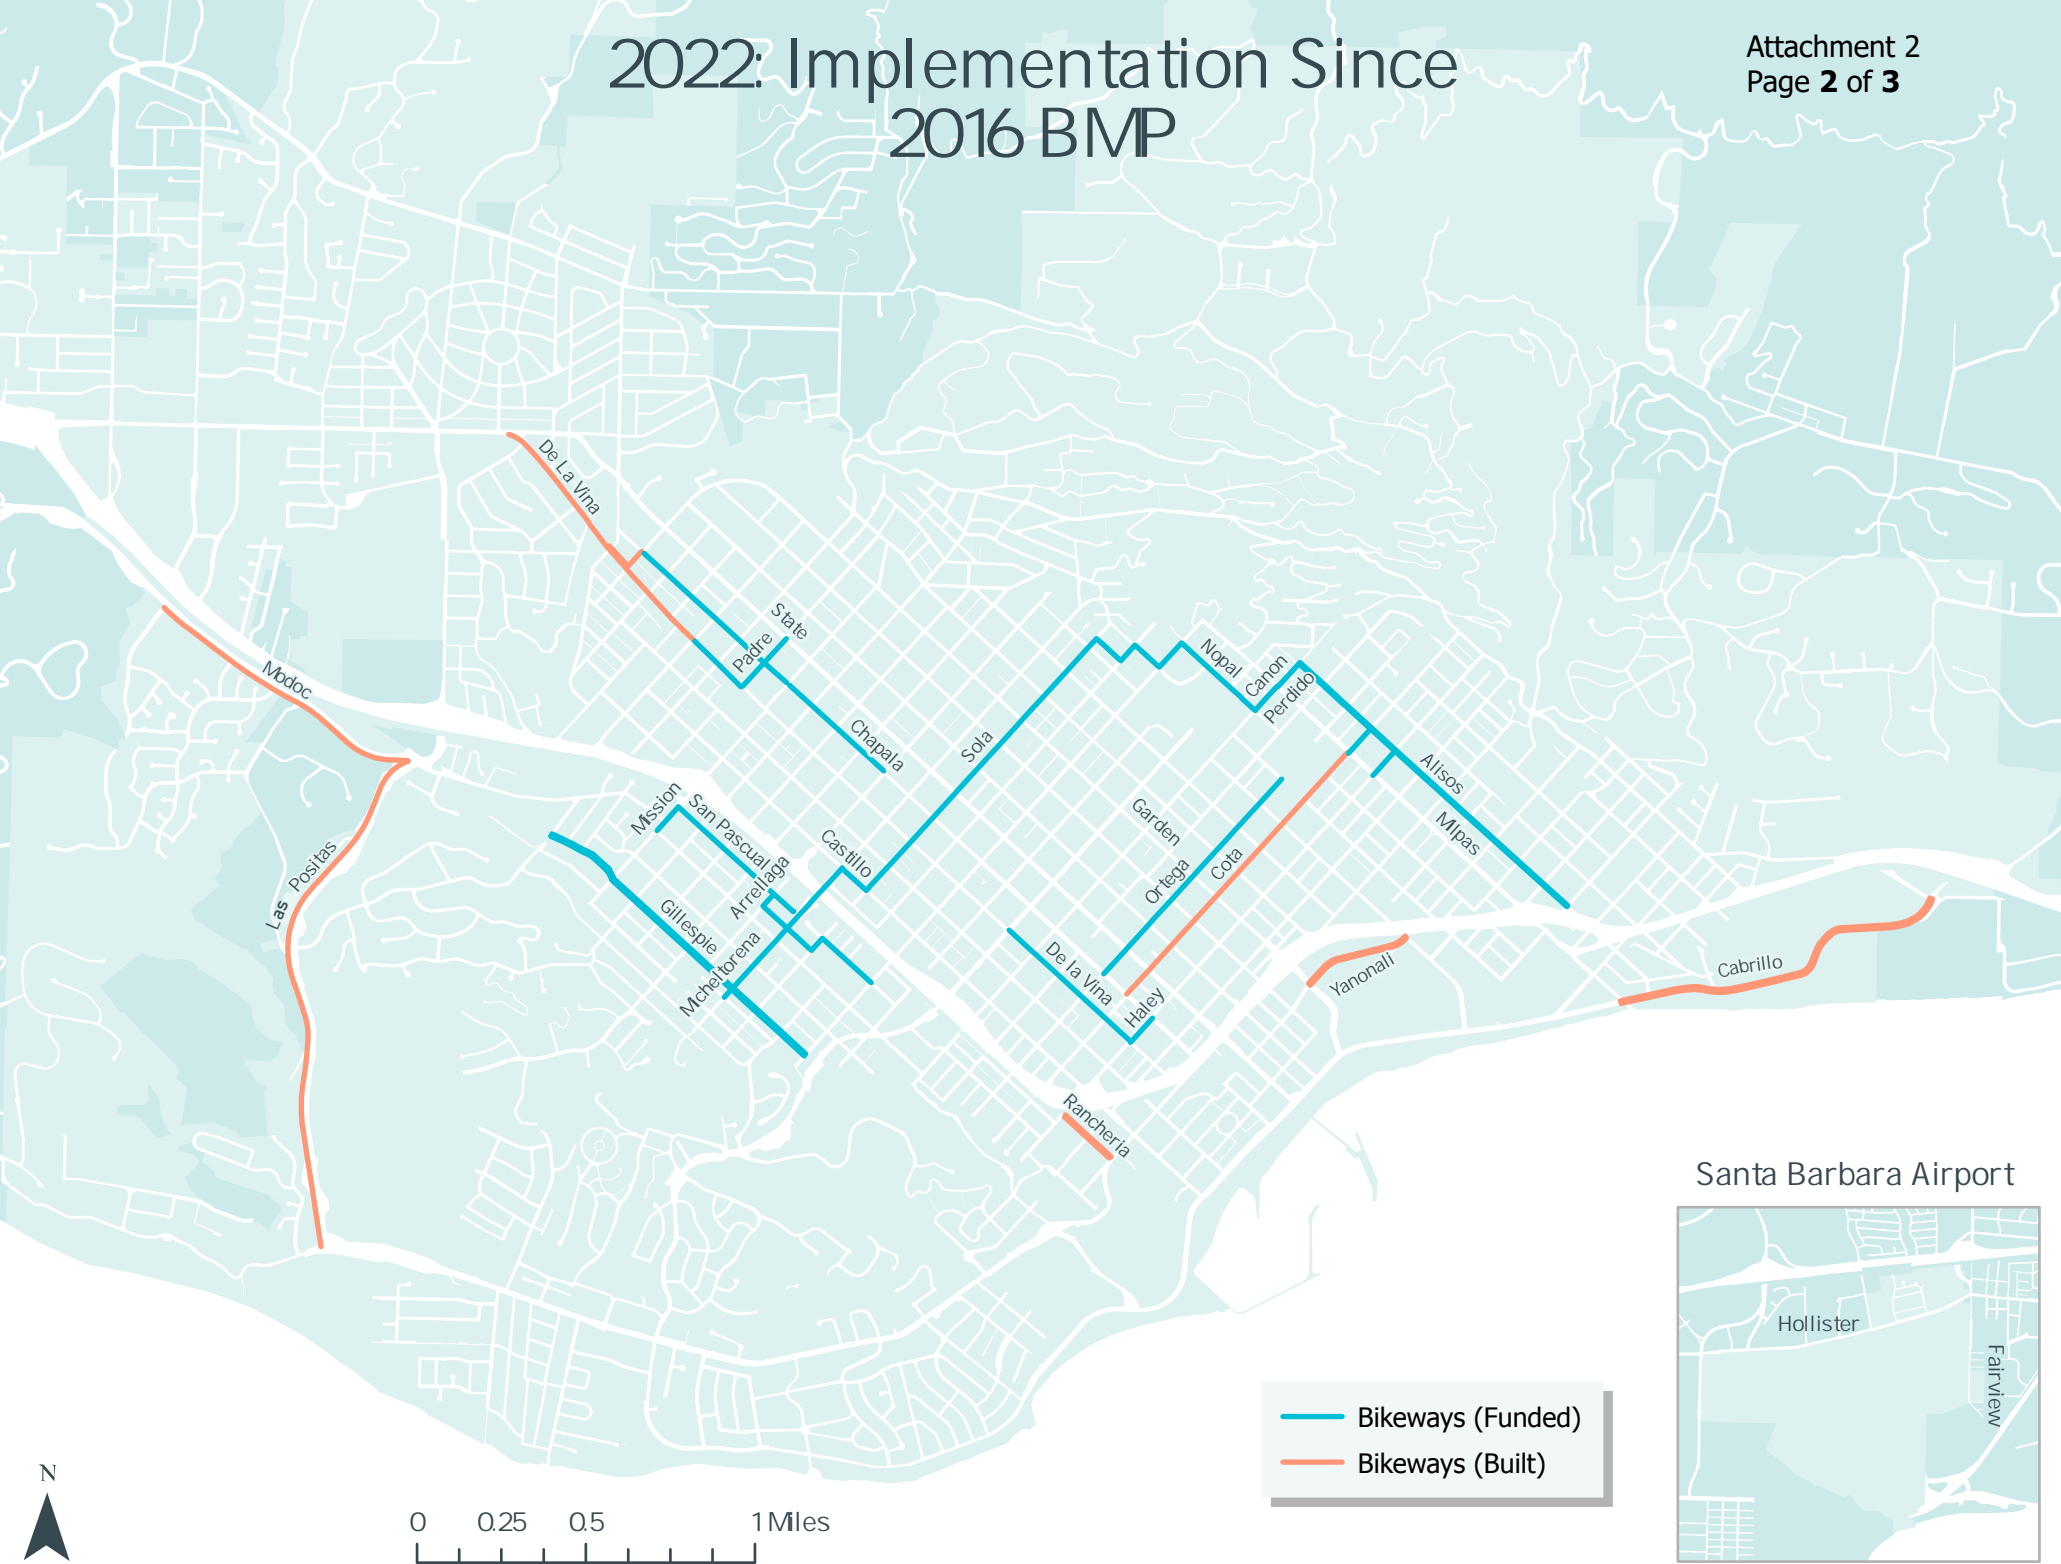 2022: Implementation Since
2016 BMP
Attachment 2
Page 2 of 3
De La Vina
State
Padre
Modoc
Chapala
Sola
Nopal
Canon
Perdido
Alisos
Milpas
Mission
San Pascual
Castillo
Arrellaga
Garden
Ortega
Cota
Las Positas
Gillespie
Micheltorena
De la Vina
Haley
Yanonali
Cabrillo
Rancheria
Santa Barbara Airport
Hollister
Fairview
Bikeways (Funded)
Bikeways (Built)
N
0 0.25 0.5 1 Miles